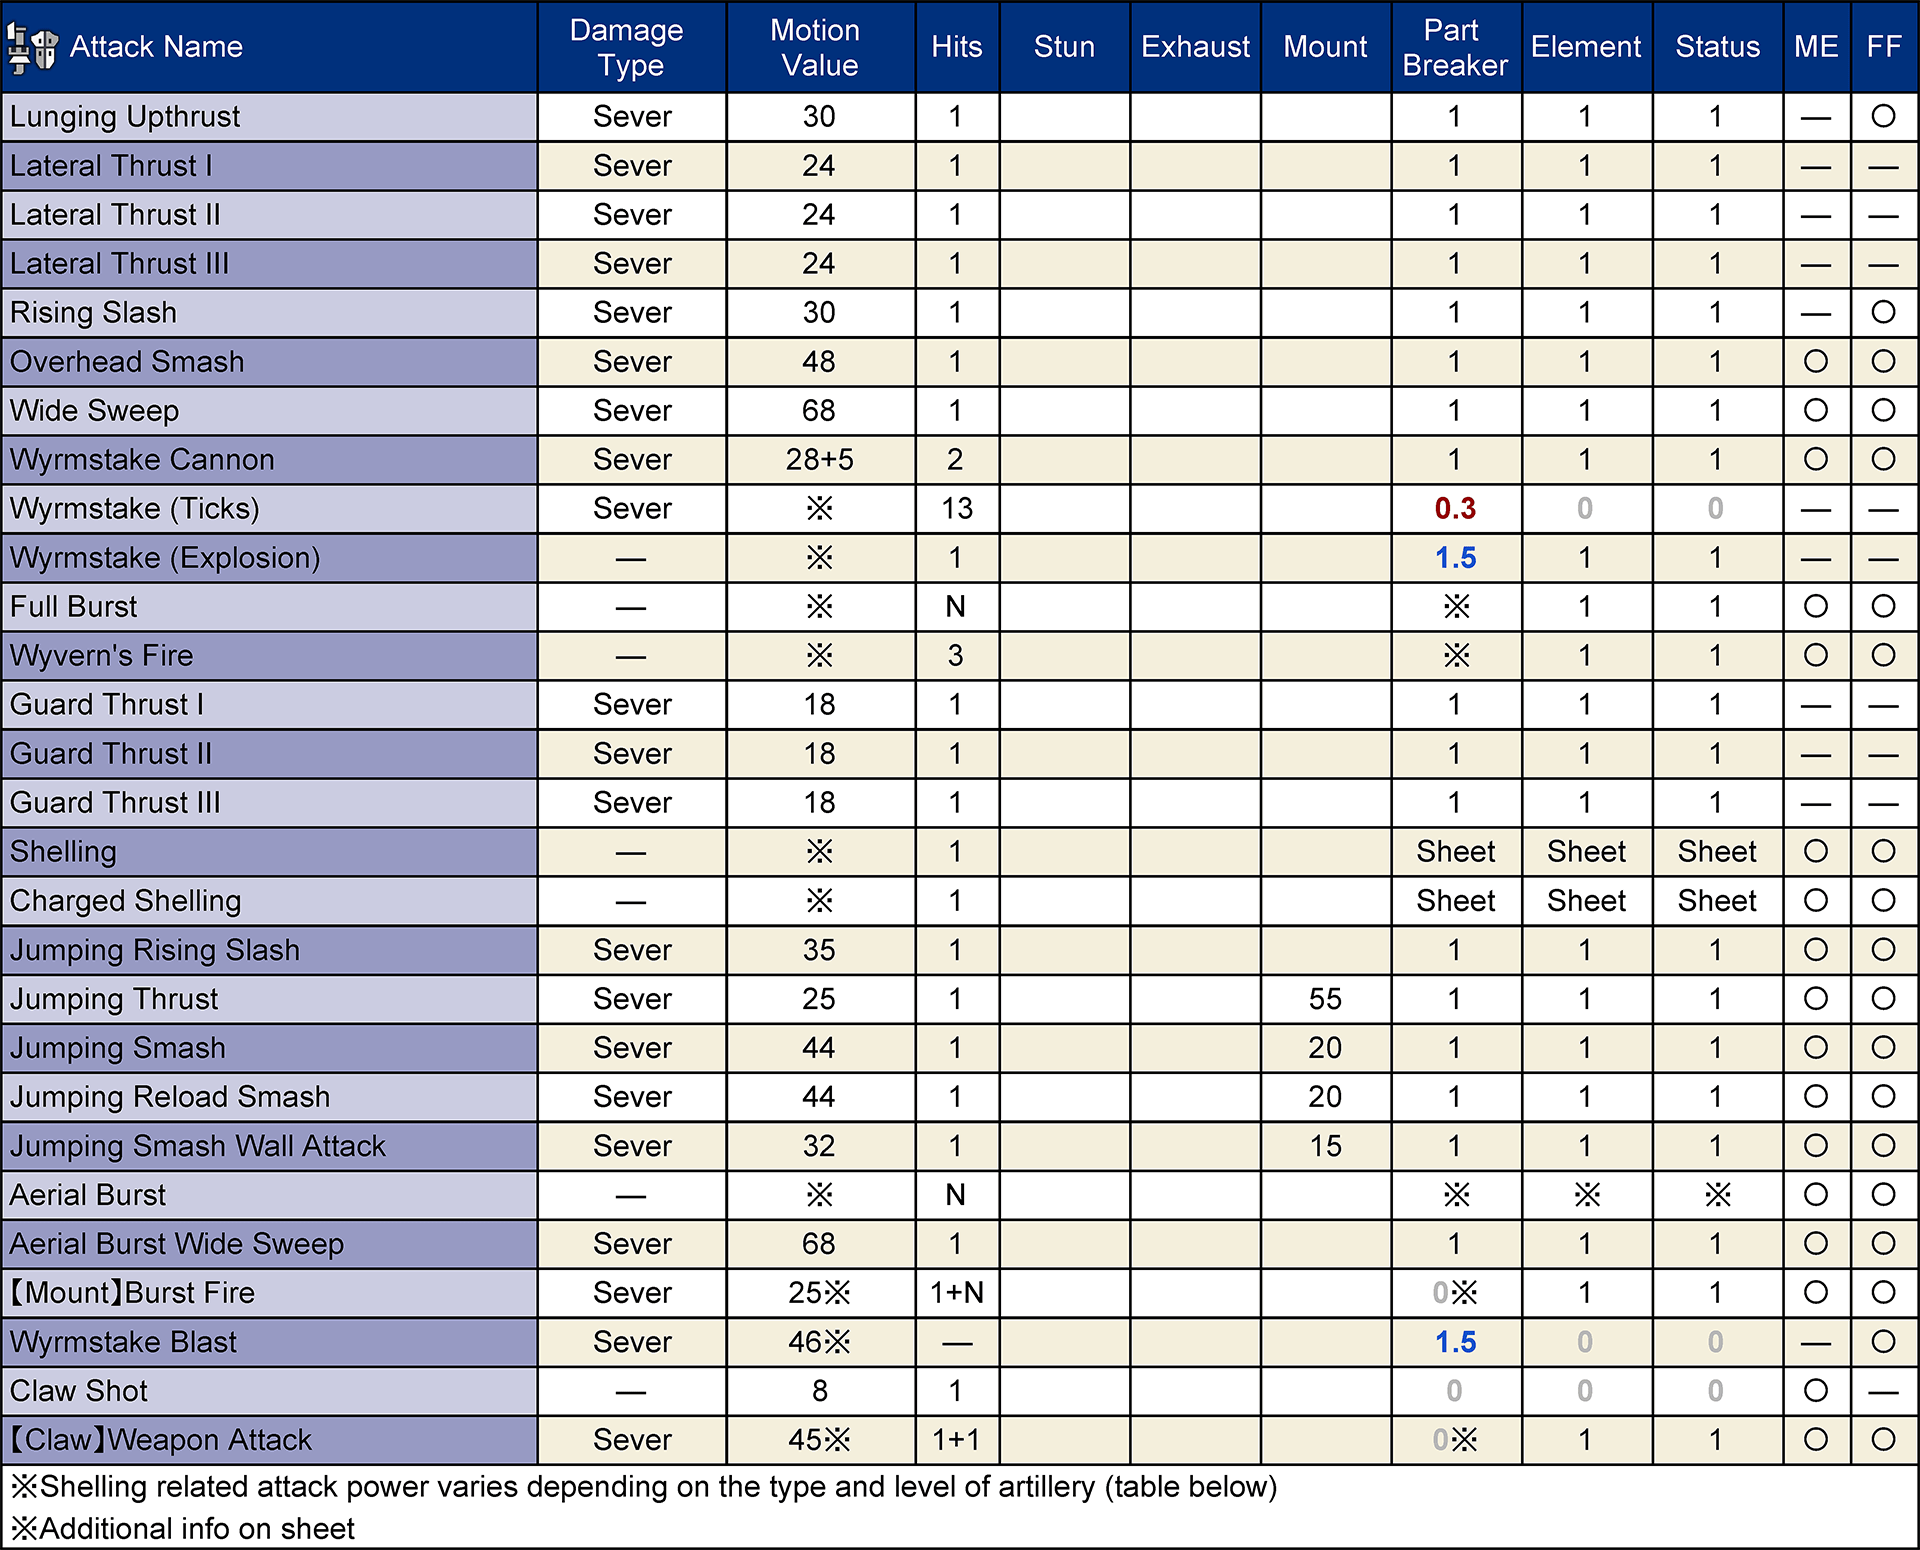 Attack Name Damage Type Motion Value Hits Stun Exhaust Mount Part Breaker Element Status ME FF
Lunging Upthrust Sever 30 1 1 1 1 — ○
Lateral Thrust I Sever 24 1 1 1 1 — —
Lateral Thrust II Sever 24 1 1 1 1 — —
Lateral Thrust III Sever 24 1 1 1 1 — —
Rising Slash Sever 30 1 1 1 1 — ○
Overhead Smash Sever 48 1 1 1 1 ○ ○
Wide Sweep Sever 68 1 1 1 1 ○ ○
Wyrmstake Cannon Sever 28+5 2 1 1 1 ○ ○
Wyrmstake (Ticks) Sever ※ 13 0.3 0 0 — —
Wyrmstake (Explosion) — ※ 1 1.5 1 1 — —
Full Burst — ※ N ※ 1 1 ○ ○
Wyvern's Fire — ※ 3 ※ 1 1 ○ ○
Guard Thrust I Sever 18 1 1 1 1 — —
Guard Thrust II Sever 18 1 1 1 1 — —
Guard Thrust III Sever 18 1 1 1 1 — —
Shelling — ※ 1 Sheet Sheet Sheet ○ ○
Charged Shelling — ※ 1 Sheet Sheet Sheet ○ ○
Jumping Rising Slash Sever 35 1 1 1 1 ○ ○
Jumping Thrust Sever 25 1 55 1 1 1 ○ ○
Jumping Smash Sever 44 1 20 1 1 1 ○ ○
Jumping Reload Smash Sever 44 1 20 1 1 1 ○ ○
Jumping Smash Wall Attack Sever 32 1 15 1 1 1 ○ ○
Aerial Burst — ※ N ※ ※ ※ ○ ○
Aerial Burst Wide Sweep Sever 68 1 1 1 1 ○ ○
【Mount】Burst Fire Sever 25※ 1+N 0※ 1 1 ○ ○
Wyrmstake Blast Sever 46※ — 1.5 0 0 — ○
Claw Shot — 8 1 0 0 0 ○ —
【Claw】Weapon Attack Sever 45※ 1+1 0※ 1 1 ○ ○
※Shelling related attack power varies depending on the type and level of artillery (table below)
※Additional info on sheet